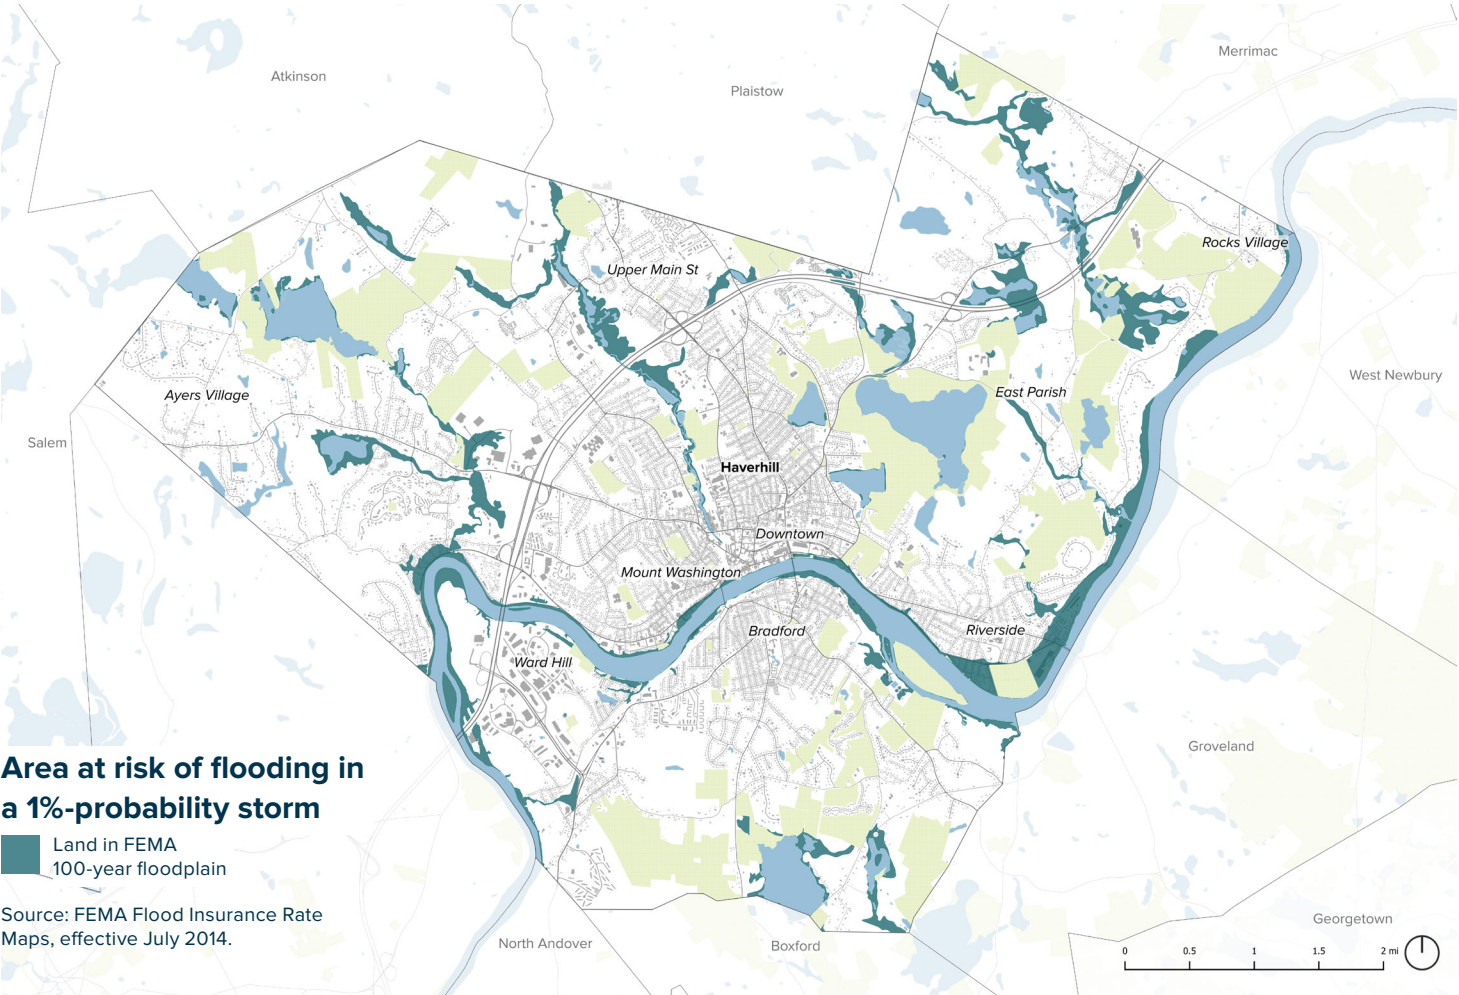 Merrimac
Atkinson
Plaistow
Rocks Village
Upper Main St
West Newbury
Ayers Village
East Parish
Salem
Haverhill
Downtown
Mount Washington
Bradford
Riverside
Ward Hill
Groveland
Area at risk of flooding in
a 1%-probability storm
Land in FEMA
100-year floodplain
Source: FEMA Flood Insurance Rate
Maps, effective July 2014.
North Andover
Boxford
Georgetown
0 0.5 1 1.5 2 mi